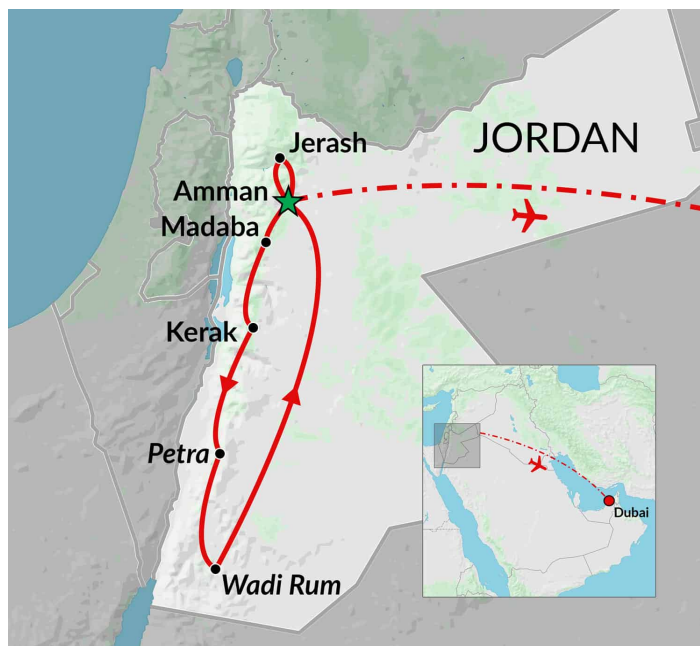 Jerash
JORDAN
Amman
Madaba
Kerak
Petra
Wadi Rum
Dubai